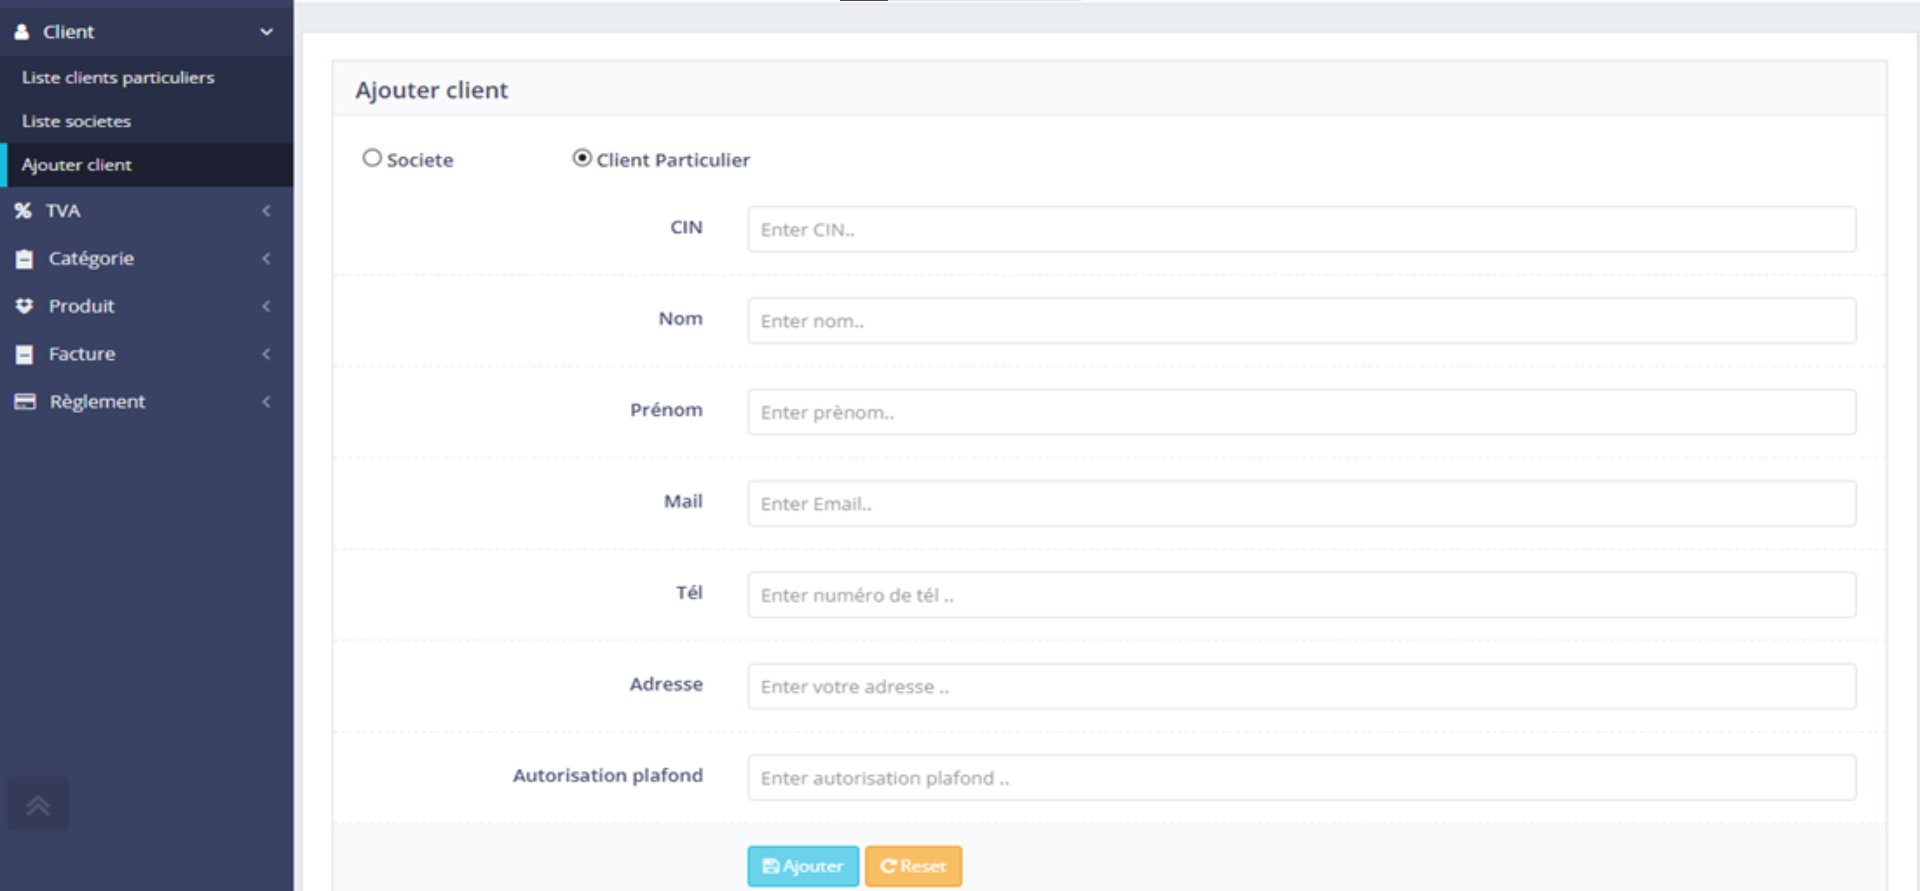 Client
Liste clients particuliers
Liste societes
Ajouter client
TVA
Catégorie
Produit
Facture
Règlement
Ajouter client
Societe Client Particulier
CIN Enter CIN..
Nom Enter nom..
Prénom Enter prènom..
Mail Enter Email..
Tél Enter numéro de tél ..
Adresse Enter votre adresse ..
Autorisation plafond Enter autorisation plafond ..
Ajouter Reset